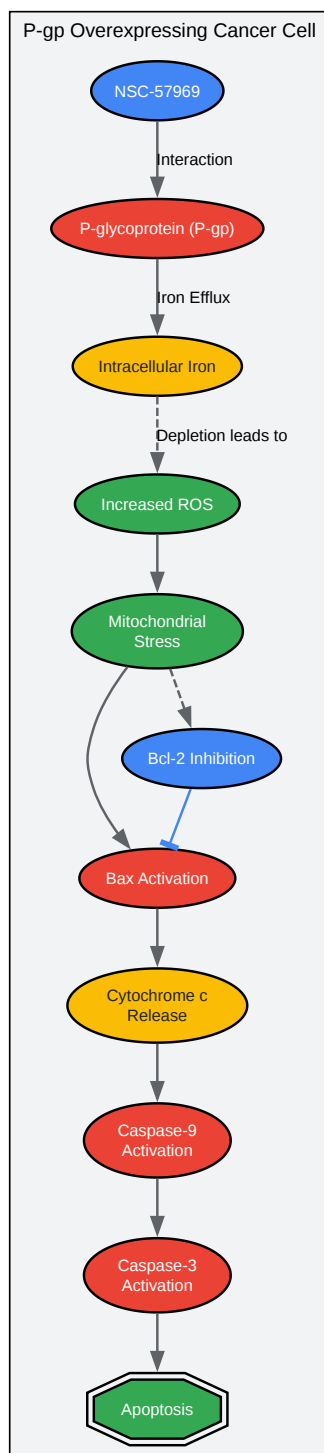 P-gp Overexpressing Cancer Cell
NSC-57969
Interaction
P-glycoprotein (P-gp)
Iron Efflux
Intracellular Iron
Depletion leads to
Increased ROS
Mitochondrial
Stress
Bcl-2 Inhibition
Bax Activation
Cytochrome c
Release
Caspase-9
Activation
Caspase-3
Activation
Apoptosis